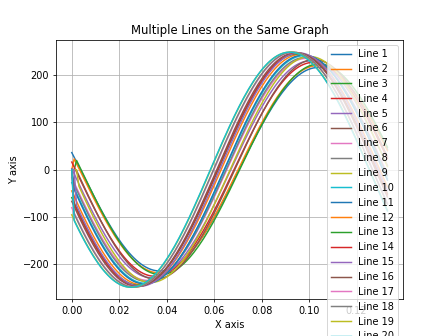 Multiple Lines on the Same Graph
Y axis
200
100
0
−100
−200
0.00
0.02
0.04
0.06
0.08
0.10
X axis
Line 1
Line 2
Line 3
Line 4
Line 5
Line 6
Line 7
Line 8
Line 9
Line 10
Line 11
Line 12
Line 13
Line 14
Line 15
Line 16
Line 17
Line 18
Line 19
Line 20